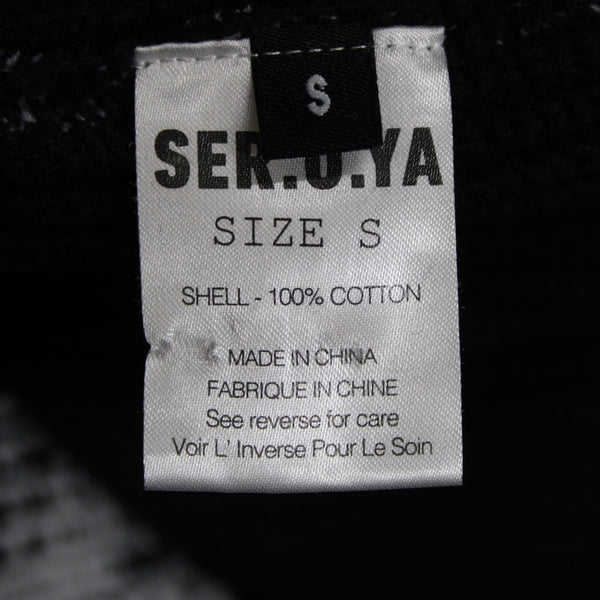 S
SER.O.YA
SIZE S
SHELL - 100% COTTON
MADE IN CHINA
FABRIQUE IN CHINE
See reverse for care
Voir L' Inverse Pour Le Soin